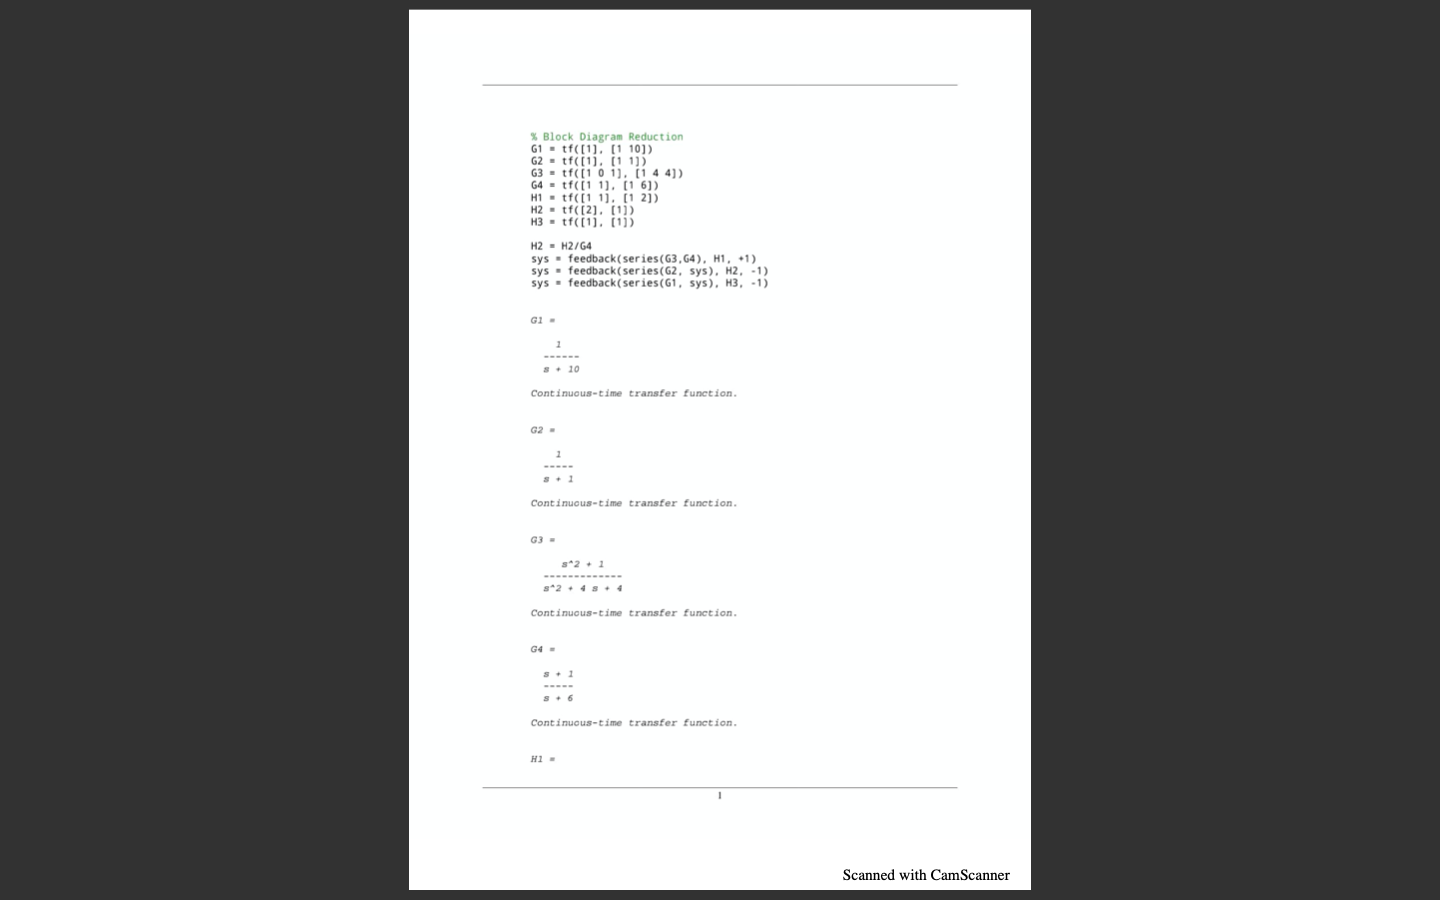 % Block Diagram Reduction
G1 = tf([1], [1 10])
G2 = tf([1], [1 1])
G3 = tf([1 0 1], [1 4 4])
G4 = tf([1 1], [1 6])
H1 = tf([1 1], [1 2])
H2 = tf([2], [1])
H3 = tf([1], [1])
H2 = H2/G4
sys = feedback(series(G3,G4), H1, +1)
sys = feedback(series(G2, sys), H2, -1)
sys = feedback(series(G1, sys), H3, -1)
G1 =
1
------
s + 10
Continuous-time transfer function.
G2 =
1
-----
s + 1
Continuous-time transfer function.
G3 =
s^2 + 1
-------------
s^2 + 4 s + 4
Continuous-time transfer function.
G4 =
s + 1
-----
s + 6
Continuous-time transfer function.
H1 =
1
Scanned with CamScanner